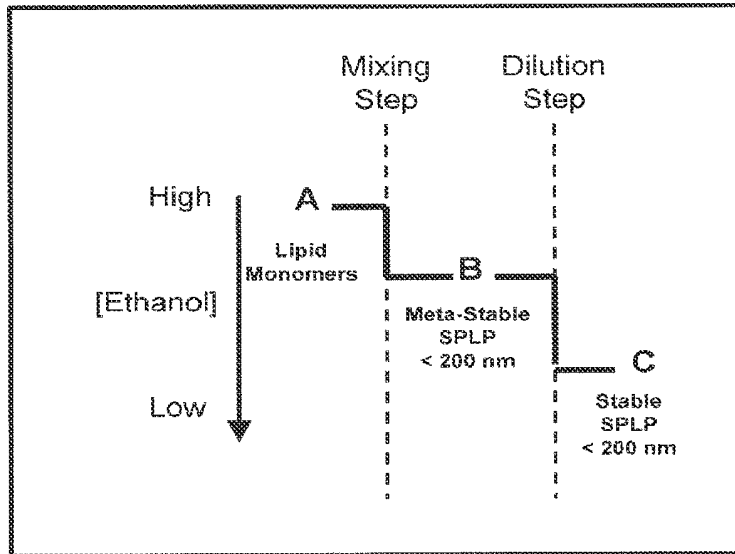 Mixing
Step
Dilution
Step
High
A
Lipid
Monomers
[Ethanol]
B
Meta-Stable
SPLP
< 200 nm
Low
C
Stable
SPLP
< 200 nm